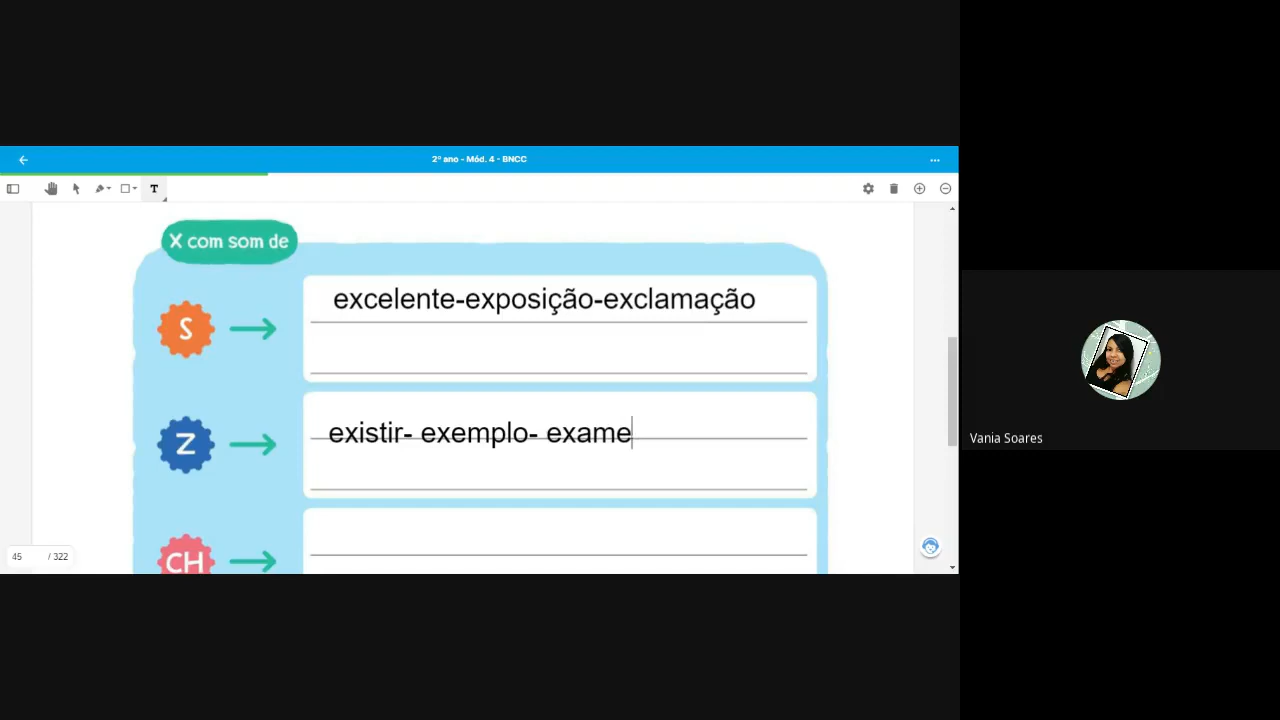 2º ano - Mód. 4 - BNCC
T
X com som de
S
excelente-exposição-exclamação
Z
existir- exemplo- exame
CH
45 / 322
Vania Soares